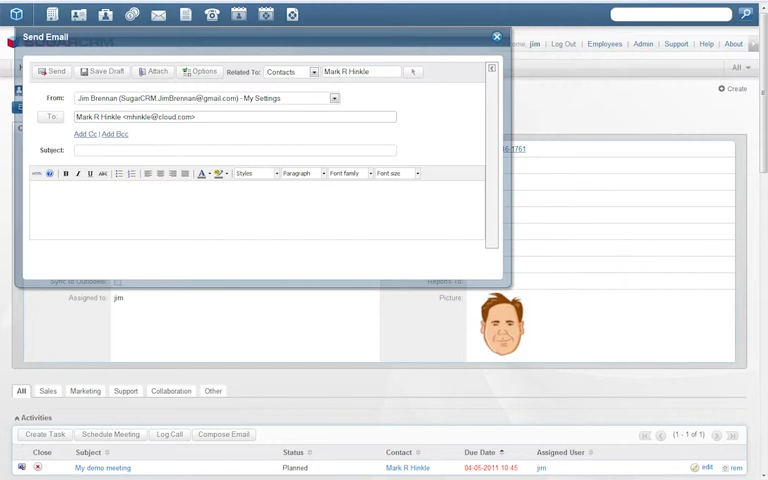 SUGARCRM
Send Email
jim | Log Out | Employees | Admin | Support | Help | About
Send Save Draft Attach Options Related To: Contacts Mark R Hinkle
All
Create
From: Jim Brennan (SugarCRM.JimBrennan@gmail.com) - My Settings
To: Mark R Hinkle <mhinkle@cloud.com>
Add Cc | Add Bcc
Subject:
-1761
HTML B I U ABC A Styles Paragraph Font family Font size
Sync to Outlook: Reports To:
Assigned to: jim Picture:
All Sales Marketing Support Collaboration Other
Activities
Create Task Schedule Meeting Log Call Compose Email (1 - 1 of 1)
Close Subject Status Contact Due Date Assigned User
My demo meeting Planned Mark R Hinkle 04-05-2011 10:45 jim edit rem